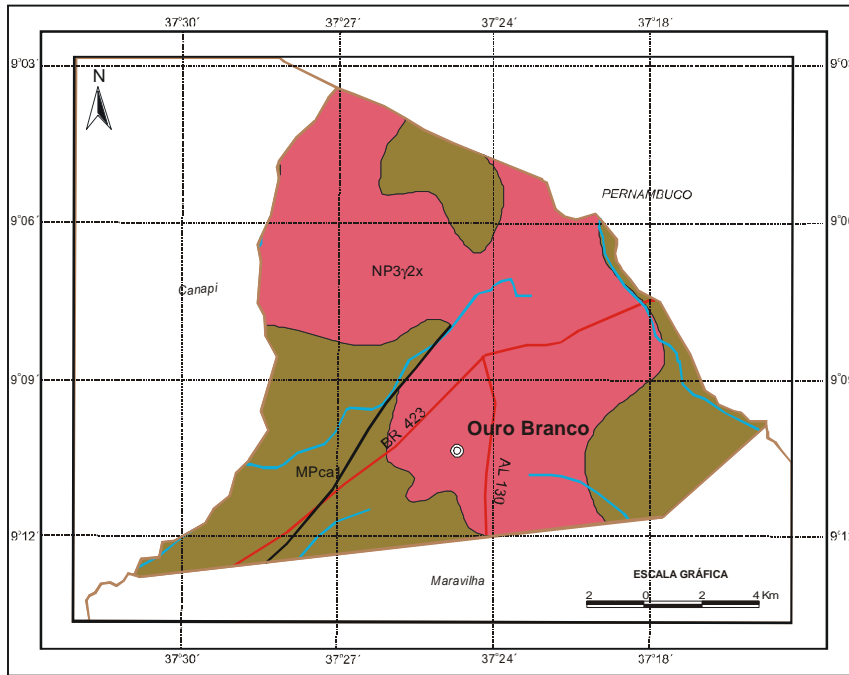 37°30´ 37°27´ 37°24´ 37°18´
9°03´ 9°03
N
PERNAMBUCO
9°06´ 9°06
NP3γ2x
Canapi
9°09´ 9°09
BR 423
Ouro Branco
AL 130
MPca
9°12´ 9°12
Maravilha
ESCALA GRÁFICA
2 0 2 4 Km
37°30´ 37°27´ 37°24´ 37°18´